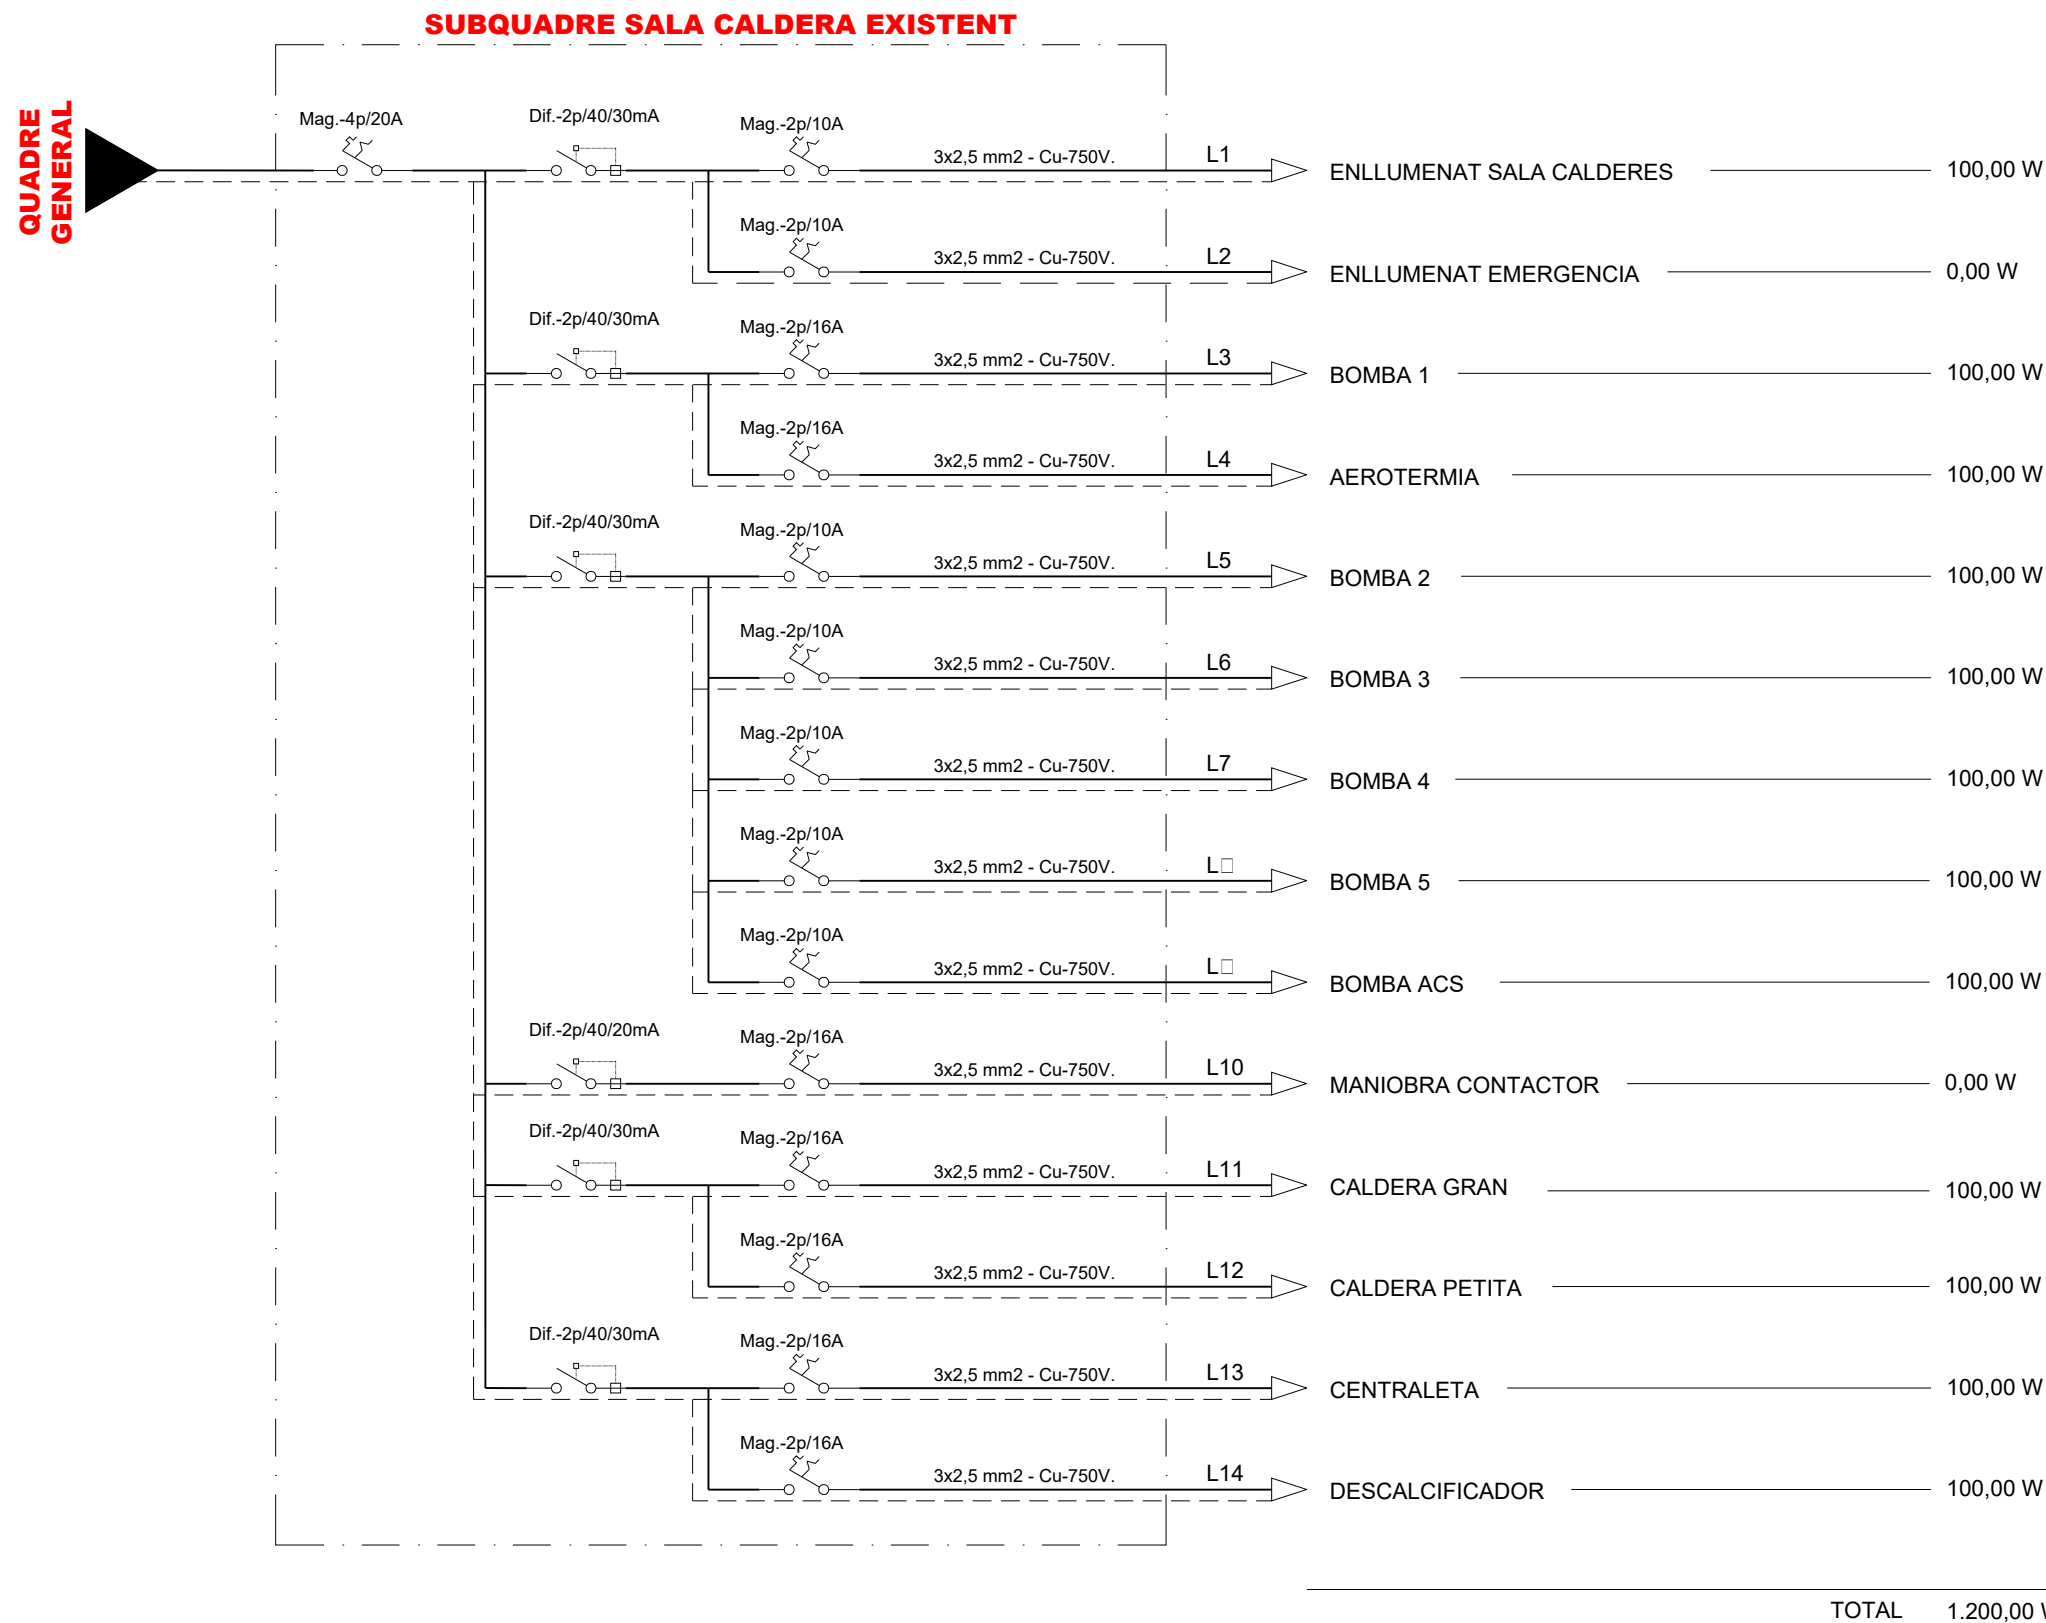 SUBQUADRE SALA CALDERA EXISTENT
QUADRE
GENERAL
Mag.-4p/20A
Dif.-2p/40/30mA
Mag.-2p/10A
3x2,5 mm2 - Cu-750V.
L1
ENLLUMENAT SALA CALDERES
100,00 W
Mag.-2p/10A
3x2,5 mm2 - Cu-750V.
L2
ENLLUMENAT EMERGENCIA
0,00 W
Dif.-2p/40/30mA
Mag.-2p/16A
3x2,5 mm2 - Cu-750V.
L3
BOMBA 1
100,00 W
Mag.-2p/16A
3x2,5 mm2 - Cu-750V.
L4
AEROTERMIA
100,00 W
Dif.-2p/40/30mA
Mag.-2p/10A
3x2,5 mm2 - Cu-750V.
L5
BOMBA 2
100,00 W
Mag.-2p/10A
3x2,5 mm2 - Cu-750V.
L6
BOMBA 3
100,00 W
Mag.-2p/10A
3x2,5 mm2 - Cu-750V.
L7
BOMBA 4
100,00 W
Mag.-2p/10A
3x2,5 mm2 - Cu-750V.
L□
BOMBA 5
100,00 W
Mag.-2p/10A
3x2,5 mm2 - Cu-750V.
L□
BOMBA ACS
100,00 W
Dif.-2p/40/20mA
Mag.-2p/16A
3x2,5 mm2 - Cu-750V.
L10
MANIOBRA CONTACTOR
0,00 W
Dif.-2p/40/30mA
Mag.-2p/16A
3x2,5 mm2 - Cu-750V.
L11
CALDERA GRAN
100,00 W
Mag.-2p/16A
3x2,5 mm2 - Cu-750V.
L12
CALDERA PETITA
100,00 W
Dif.-2p/40/30mA
Mag.-2p/16A
3x2,5 mm2 - Cu-750V.
L13
CENTRALETA
100,00 W
Mag.-2p/16A
3x2,5 mm2 - Cu-750V.
L14
DESCALCIFICADOR
100,00 W
TOTAL
1.200,00 W